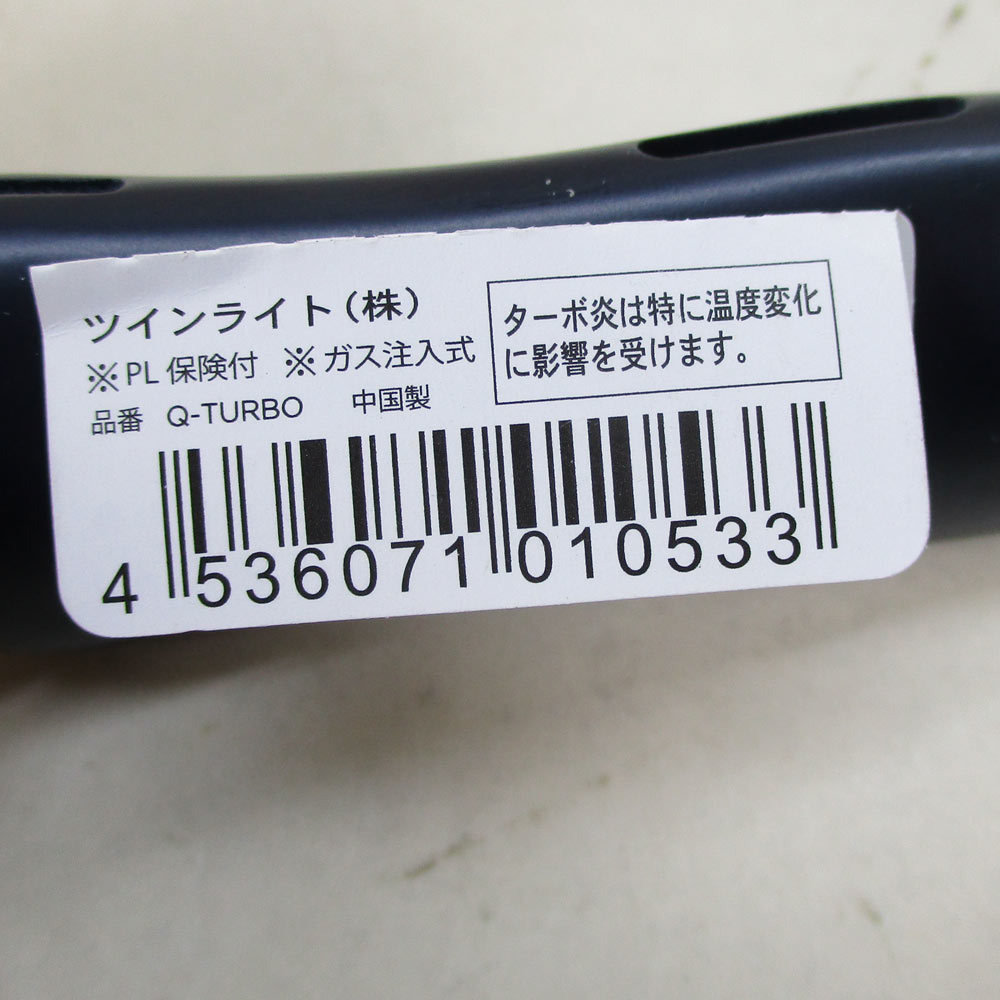 ツインライト(株)
※PL 保険付 ※ガス注入式
品番 Q-TURBO 中国製
ターボ炎は特に温度変化
に影響を受けます。
4 536071 010533